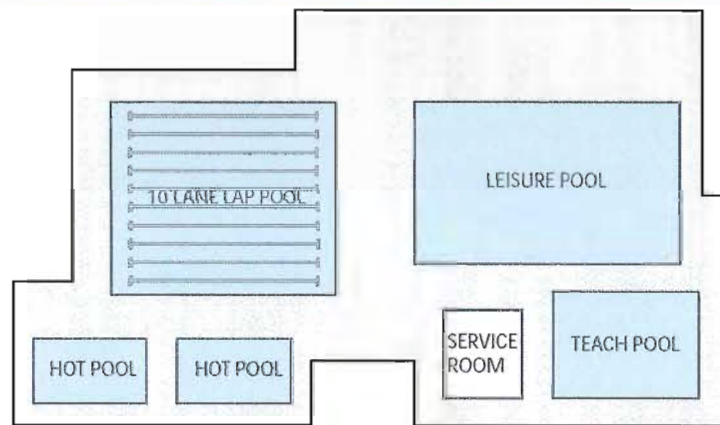 10 LANE LAP POOL
LEISURE POOL
HOT POOL
HOT POOL
SERVICE
ROOM
TEACH POOL